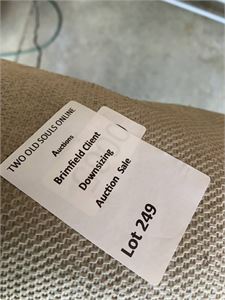 TWO OLD SOULS ONLINE
Auctions
Brimfield Client
Downsizing
Auction Sale
Lot 249